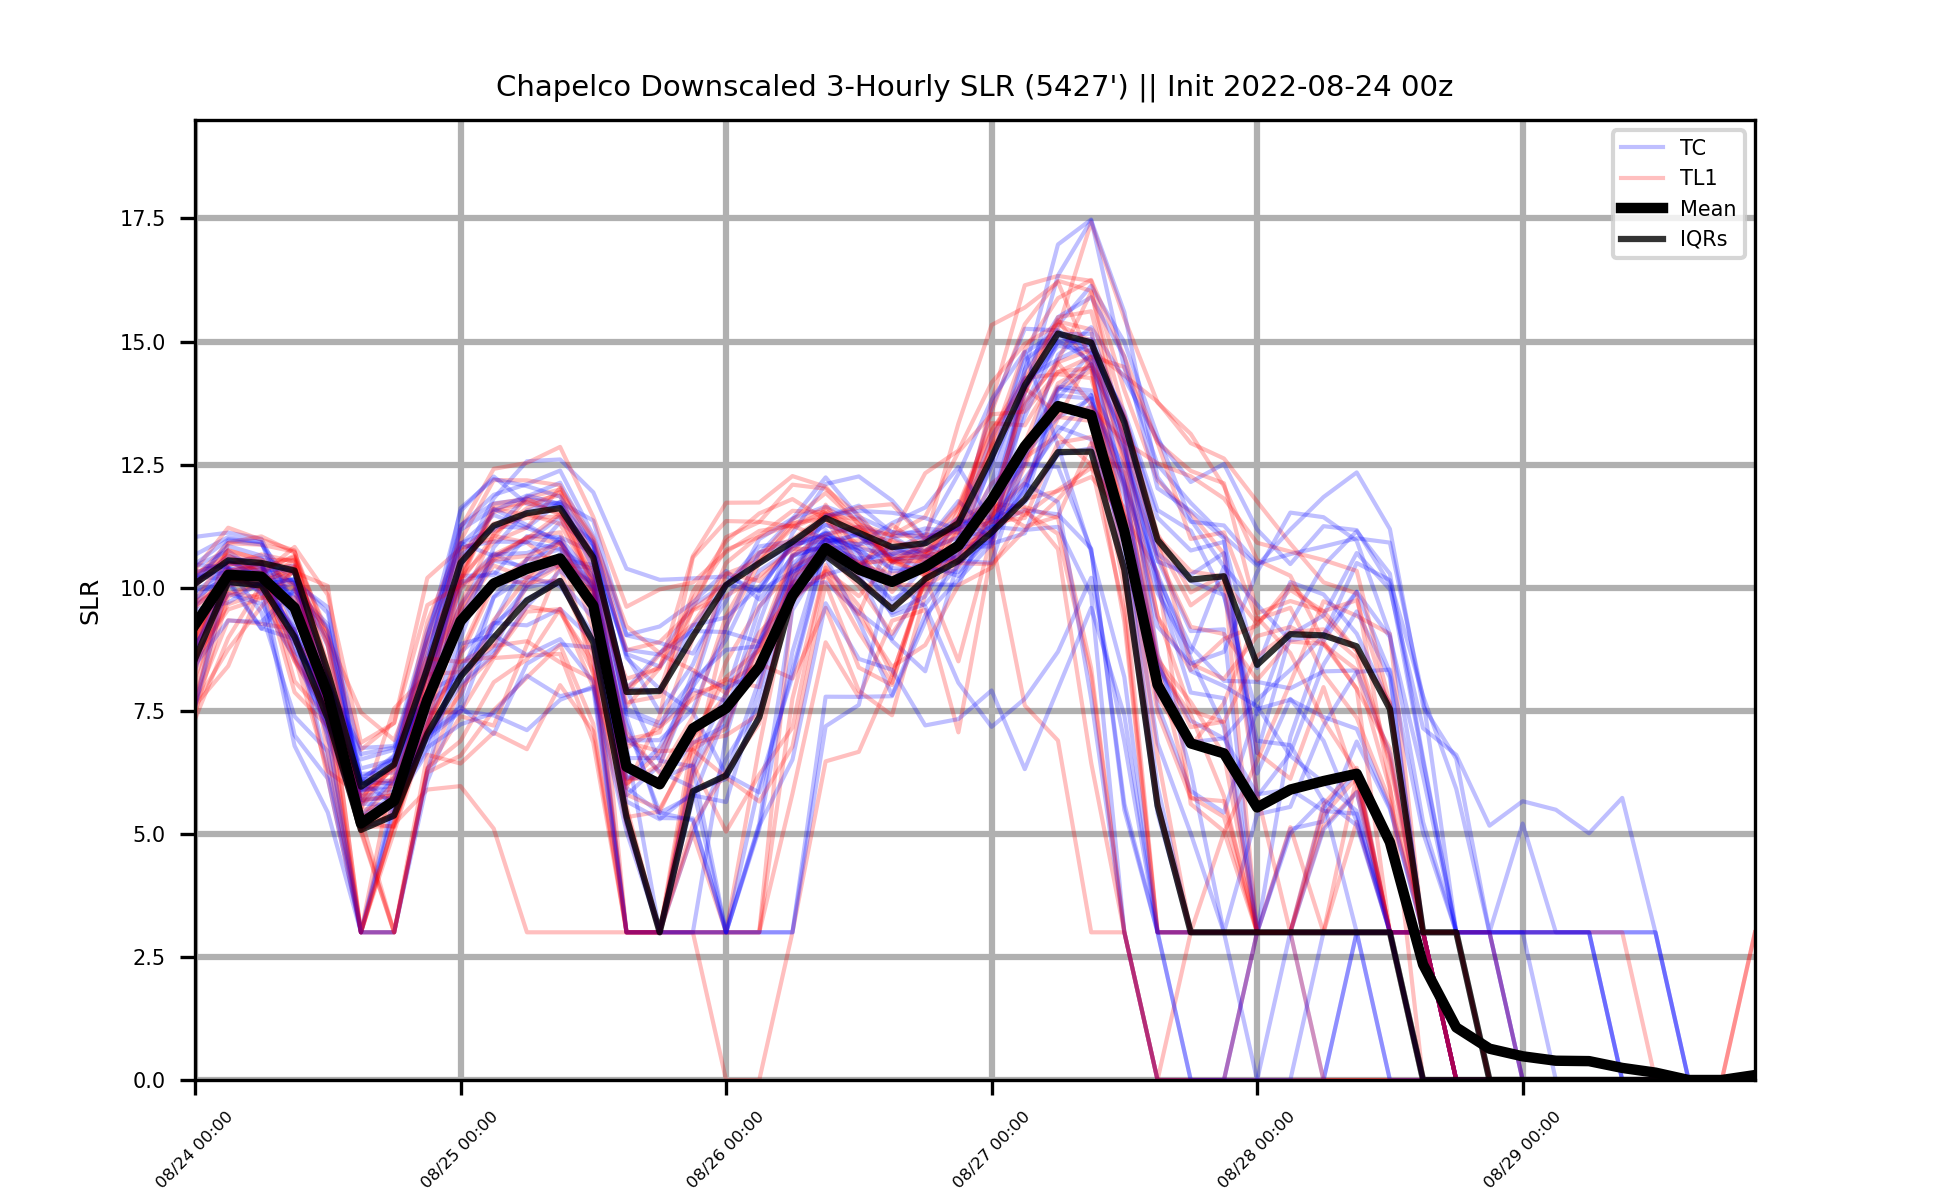 Chapelco Downscaled 3-Hourly SLR (5427') || Init 2022-08-24 00z
TC
TL1
Mean
IQRs
SLR
17.5
15.0
12.5
10.0
7.5
5.0
2.5
0.0
08/24 00:00
08/25 00:00
08/26 00:00
08/27 00:00
08/28 00:00
08/29 00:00